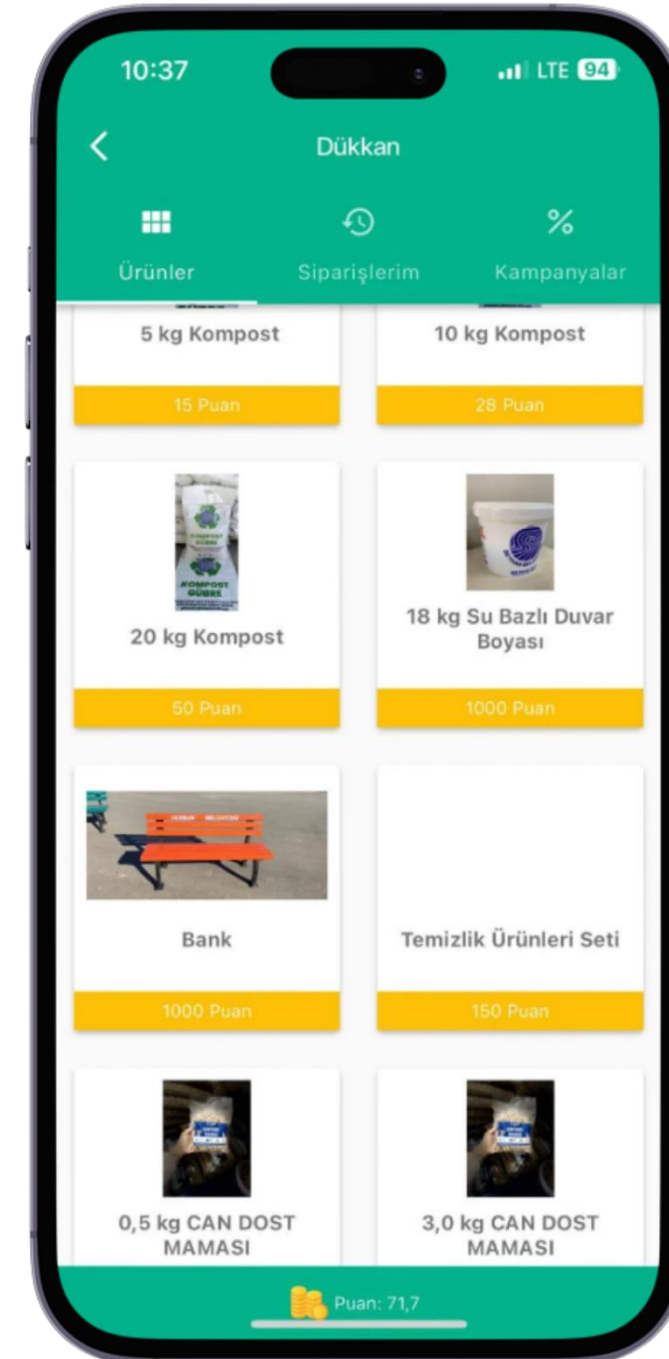 10:37
LTE 94
Dükkan
Ürünler
Siparişlerim
Kampanyalar
5 kg Kompost
10 kg Kompost
15 Puan
28 Puan
KOMPOST
GÜBRE
20 kg Kompost
18 kg Su Bazlı Duvar
Boyası
50 Puan
1000 Puan
Bank
Temizlik Ürünleri Seti
1000 Puan
150 Puan
0,5 kg CAN DOST
MAMASI
3,0 kg CAN DOST
MAMASI
Puan: 71,7